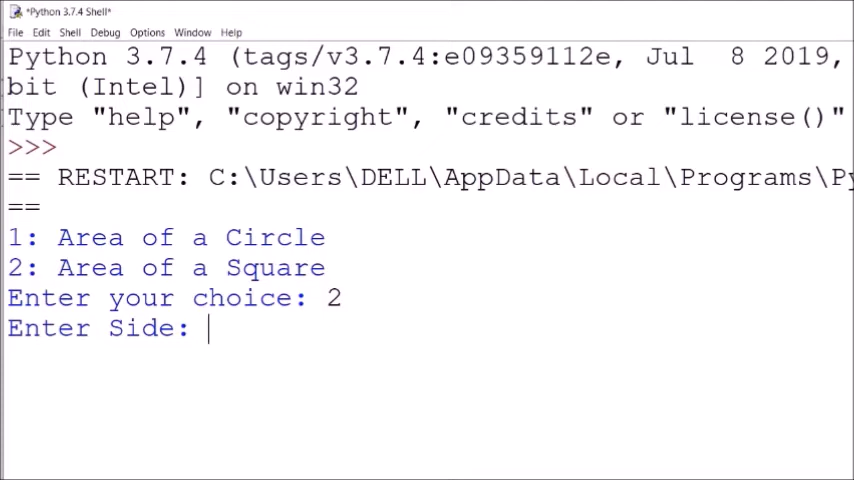 *Python 3.7.4 Shell*
File Edit Shell Debug Options Window Help
Python 3.7.4 (tags/v3.7.4:e09359112e, Jul 8 2019,
bit (Intel)] on win32
Type "help", "copyright", "credits" or "license()"
>>>
== RESTART: C:\Users\DELL\AppData\Local\Programs\Py
==
1: Area of a Circle
2: Area of a Square
Enter your choice: 2
Enter Side: